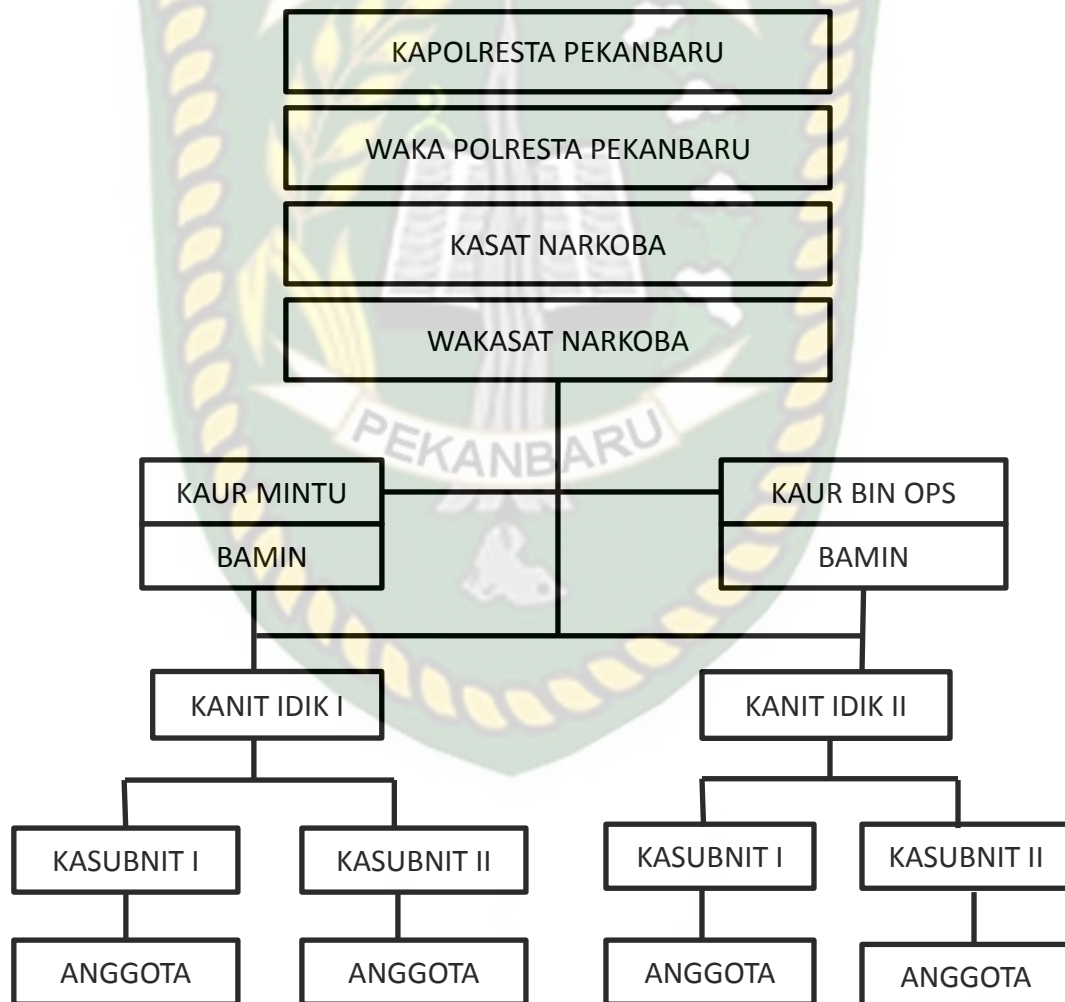 KAPOLRESTA PEKANBARU
WAKA POLRESTA PEKANBARU
KASAT NARKOBA
WAKASAT NARKOBA
PEKANBARU
KAUR MINTU
KAUR BIN OPS
BAMIN
BAMIN
KANIT IDIK I
KANIT IDIK II
KASUBNIT I
KASUBNIT II
KASUBNIT I
KASUBNIT II
ANGGOTA
ANGGOTA
ANGGOTA
ANGGOTA